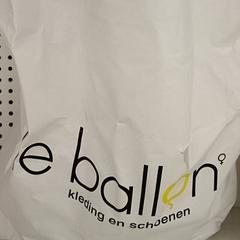 e ballon♀
kleding en schoenen